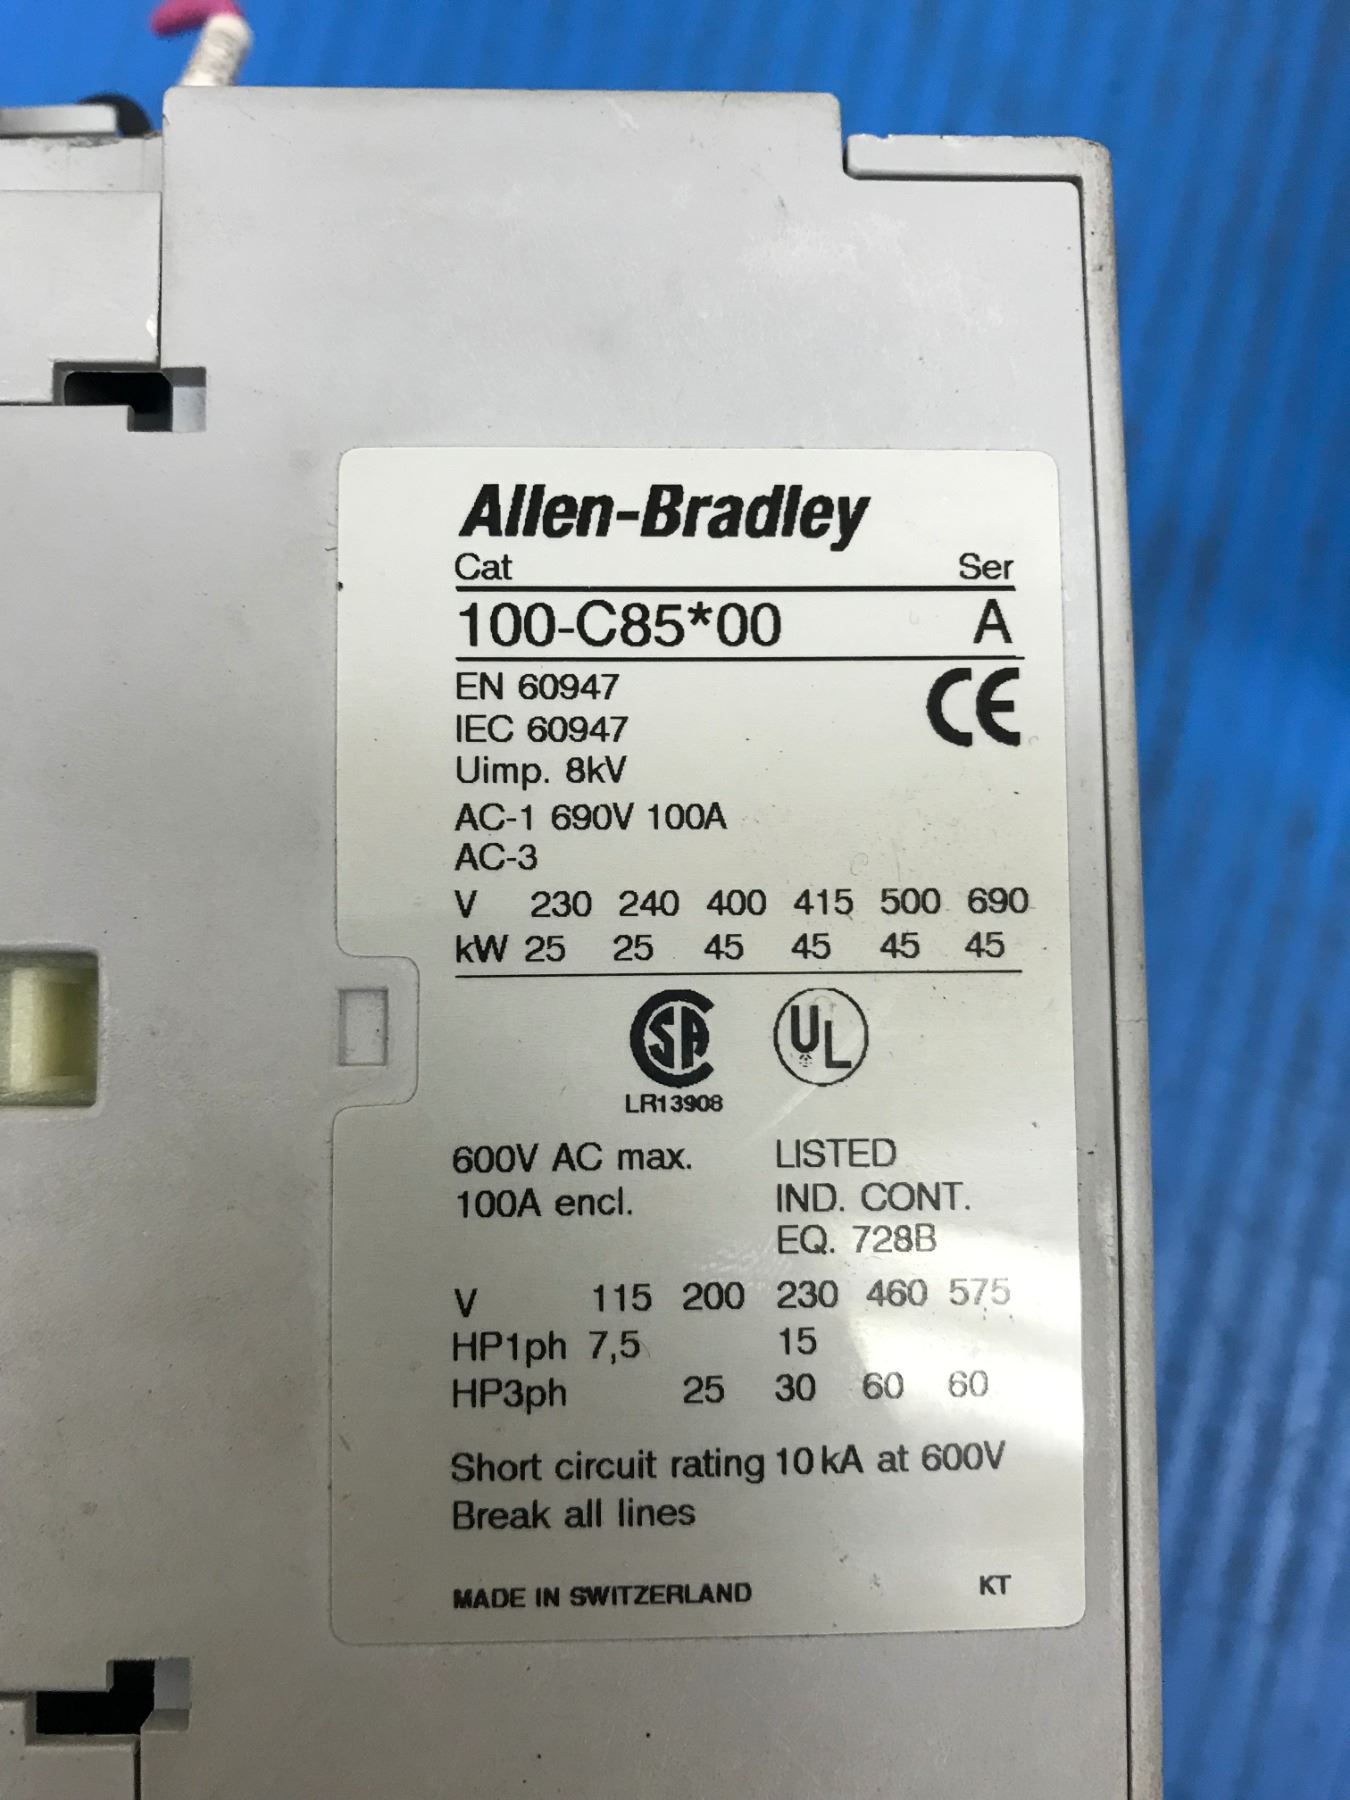 Allen-Bradley
Cat Ser
100-C85*00 A
EN 60947
IEC 60947
CE
Uimp. 8kV
AC-1 690V 100A
AC-3
V 230 240 400 415 500 690
kW 25 25 45 45 45 45
SA UL
LR13908
600V AC max. LISTED
100A encl. IND. CONT.
EQ. 728B
V 115 200 230 460 575
HP1ph 7,5 15
HP3ph 25 30 60 60
Short circuit rating 10 kA at 600V
Break all lines
MADE IN SWITZERLAND KT